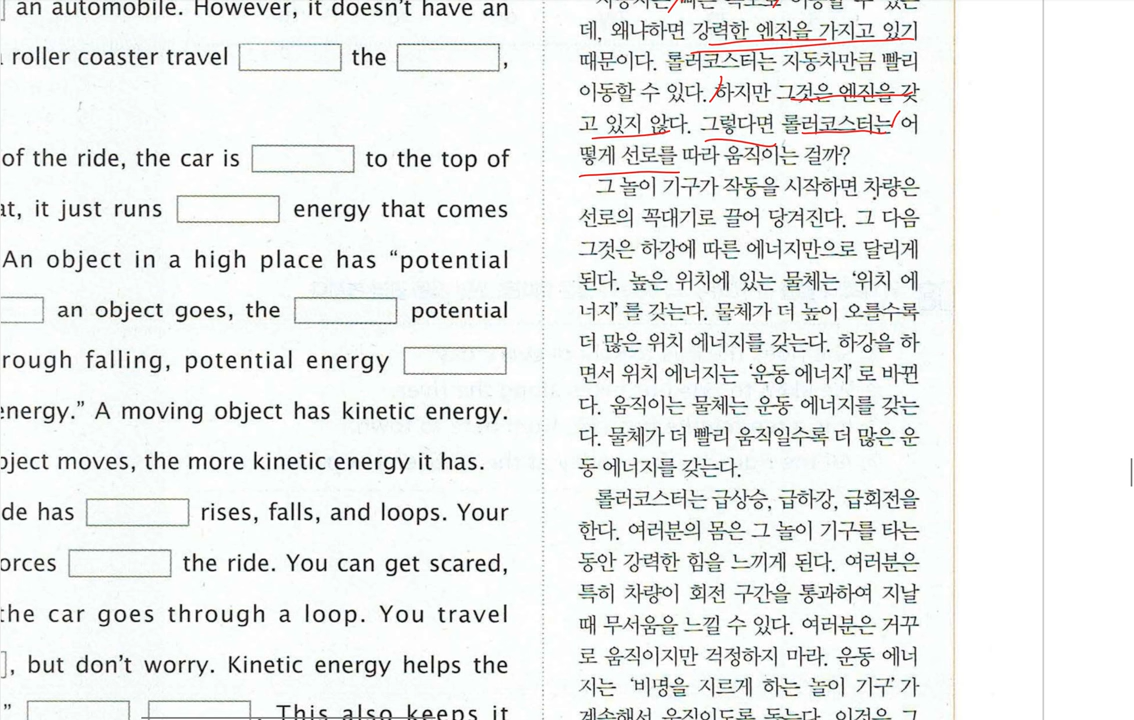 an automobile. However, it doesn't have an
roller coaster travel the ,
of the ride, the car is to the top of
at, it just runs energy that comes
An object in a high place has "potential
an object goes, the potential
rough falling, potential energy
energy." A moving object has kinetic energy.
ject moves, the more kinetic energy it has.
de has rises, falls, and loops. Your
orces the ride. You can get scared,
the car goes through a loop. You travel
, but don't worry. Kinetic energy helps the
" . This also keeps it
데, 왜냐하면 강력한 엔진을 가지고 있기
때문이다. 롤러코스터는 자동차만큼 빨리
이동할 수 있다. 하지만 그것은 엔진을 갖
고 있지 않다. 그렇다면 롤러코스터는 어
떻게 선로를 따라 움직이는 걸까?
그 놀이 기구가 작동을 시작하면 차량은
선로의 꼭대기로 끌어 당겨진다. 그 다음
그것은 하강에 따른 에너지만으로 달리게
된다. 높은 위치에 있는 물체는 '위치 에
너지'를 갖는다. 물체가 더 높이 오를수록
더 많은 위치 에너지를 갖는다. 하강을 하
면서 위치 에너지는 '운동 에너지'로 바뀐
다. 움직이는 물체는 운동 에너지를 갖는
다. 물체가 더 빨리 움직일수록 더 많은 운
동 에너지를 갖는다.
롤러코스터는 급상승, 급하강, 급회전을
한다. 여러분의 몸은 그 놀이 기구를 타는
동안 강력한 힘을 느끼게 된다. 여러분은
특히 차량이 회전 구간을 통과하여 지날
때 무서움을 느낄 수 있다. 여러분은 거꾸
로 움직이지만 걱정하지 마라. 운동 에너
지는 '비명을 지르게 하는 놀이 기구'가
계속해서 움직이도록 돕는다. 이것은 그